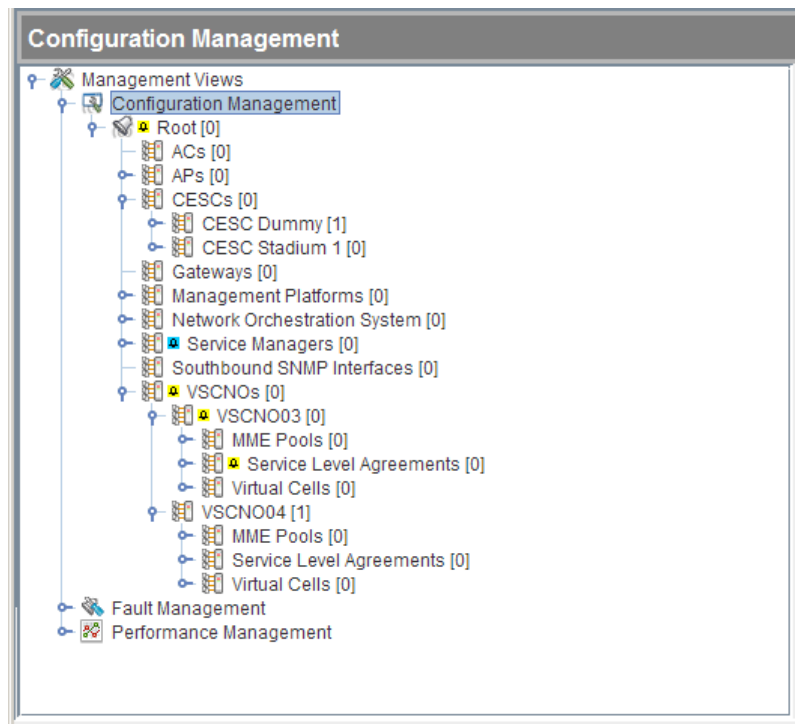 Configuration Management
Management Views
Configuration Management
Root [0]
ACs [0]
APs [0]
CESCs [0]
CESC Dummy [1]
CESC Stadium 1 [0]
Gateways [0]
Management Platforms [0]
Network Orchestration System [0]
Service Managers [0]
Southbound SNMP Interfaces [0]
VSCNOs [0]
VSCNO03 [0]
MME Pools [0]
Service Level Agreements [0]
Virtual Cells [0]
VSCNO04 [1]
MME Pools [0]
Service Level Agreements [0]
Virtual Cells [0]
Fault Management
Performance Management